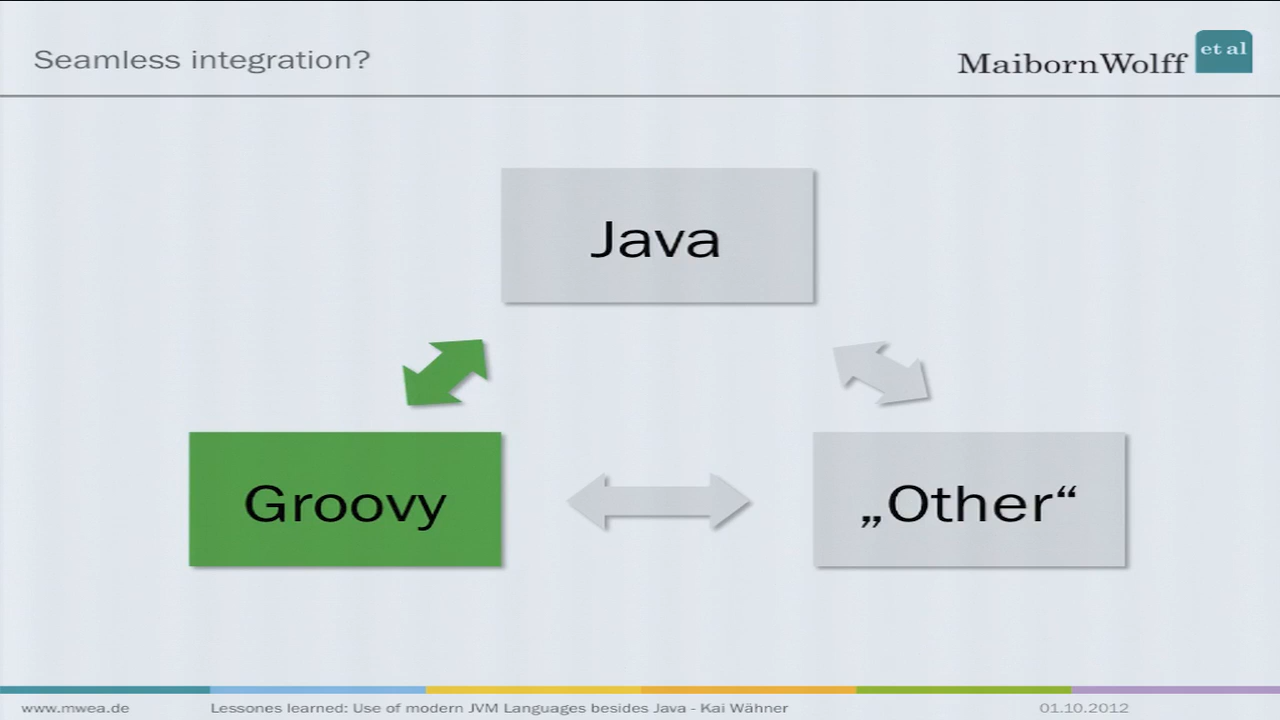 Seamless integration?
MaibornWolff et al
Java
Groovy
„Other“
www.mwea.de
Lessones learned: Use of modern JVM Languages besides Java - Kai Wähner
01.10.2012